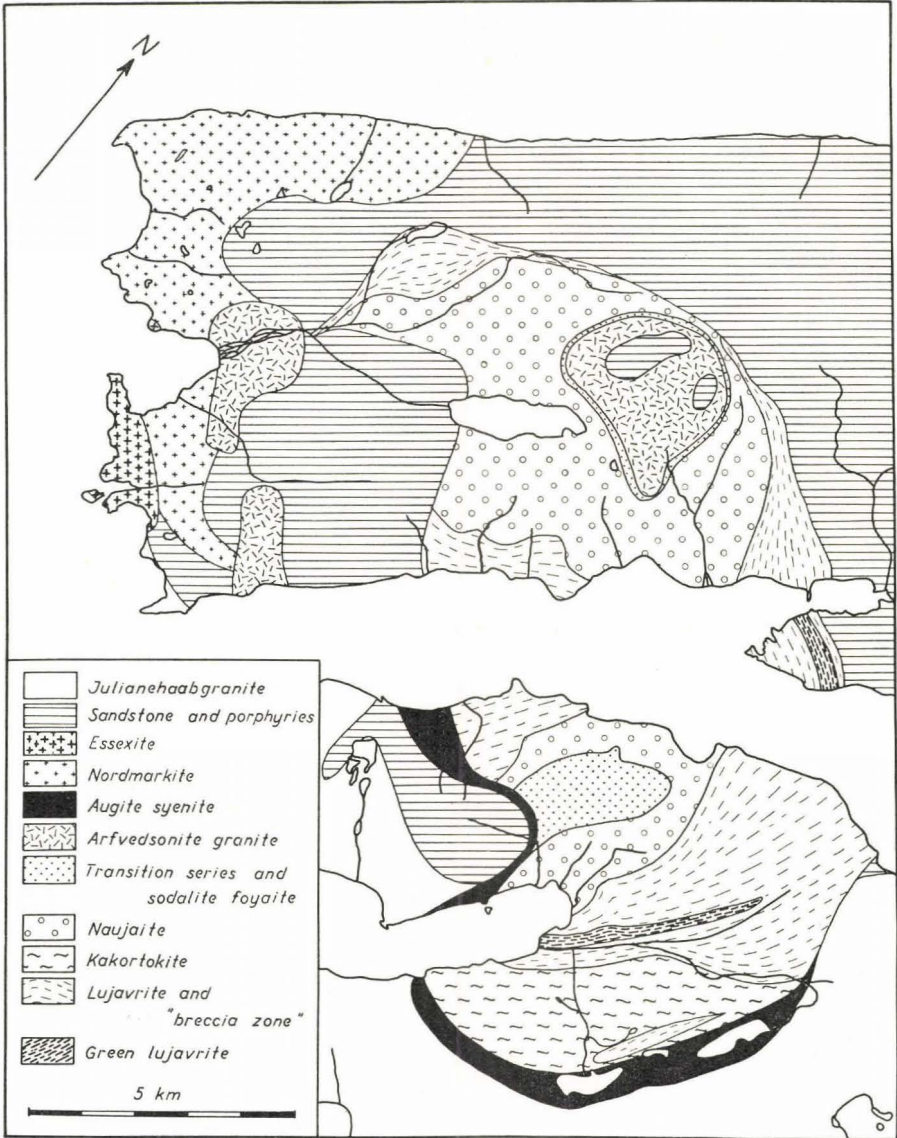 N
Julianehaabgranite
Sandstone and porphyries
Essexite
Nordmarkite
Augite syenite
Arfvedsonite granite
Transition series and
sodalite foyaite
Naujaite
Kakortokite
Lujavrite and
"breccia zone"
Green lujavrite
5 km